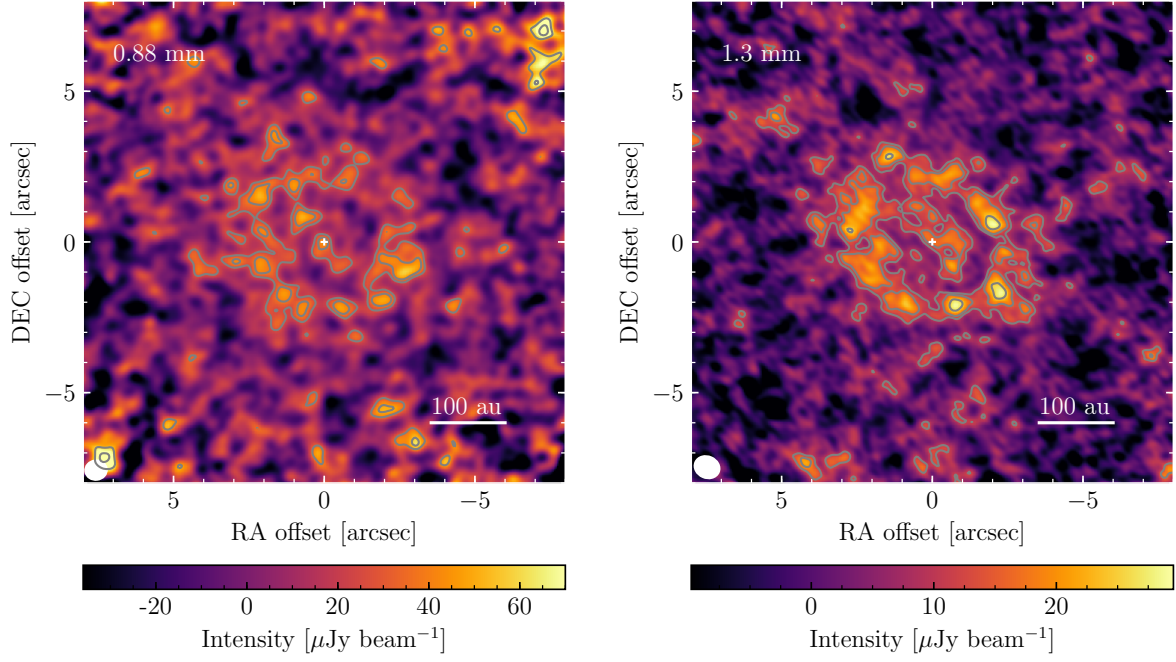 0.88 mm
5
0
−5
DEC offset [arcsec]
100 au
5
0
−5
RA offset [arcsec]
-20
0
20
40
60
Intensity [μJy beam⁻¹]
1.3 mm
5
0
−5
DEC offset [arcsec]
100 au
5
0
−5
RA offset [arcsec]
0
10
20
Intensity [μJy beam⁻¹]